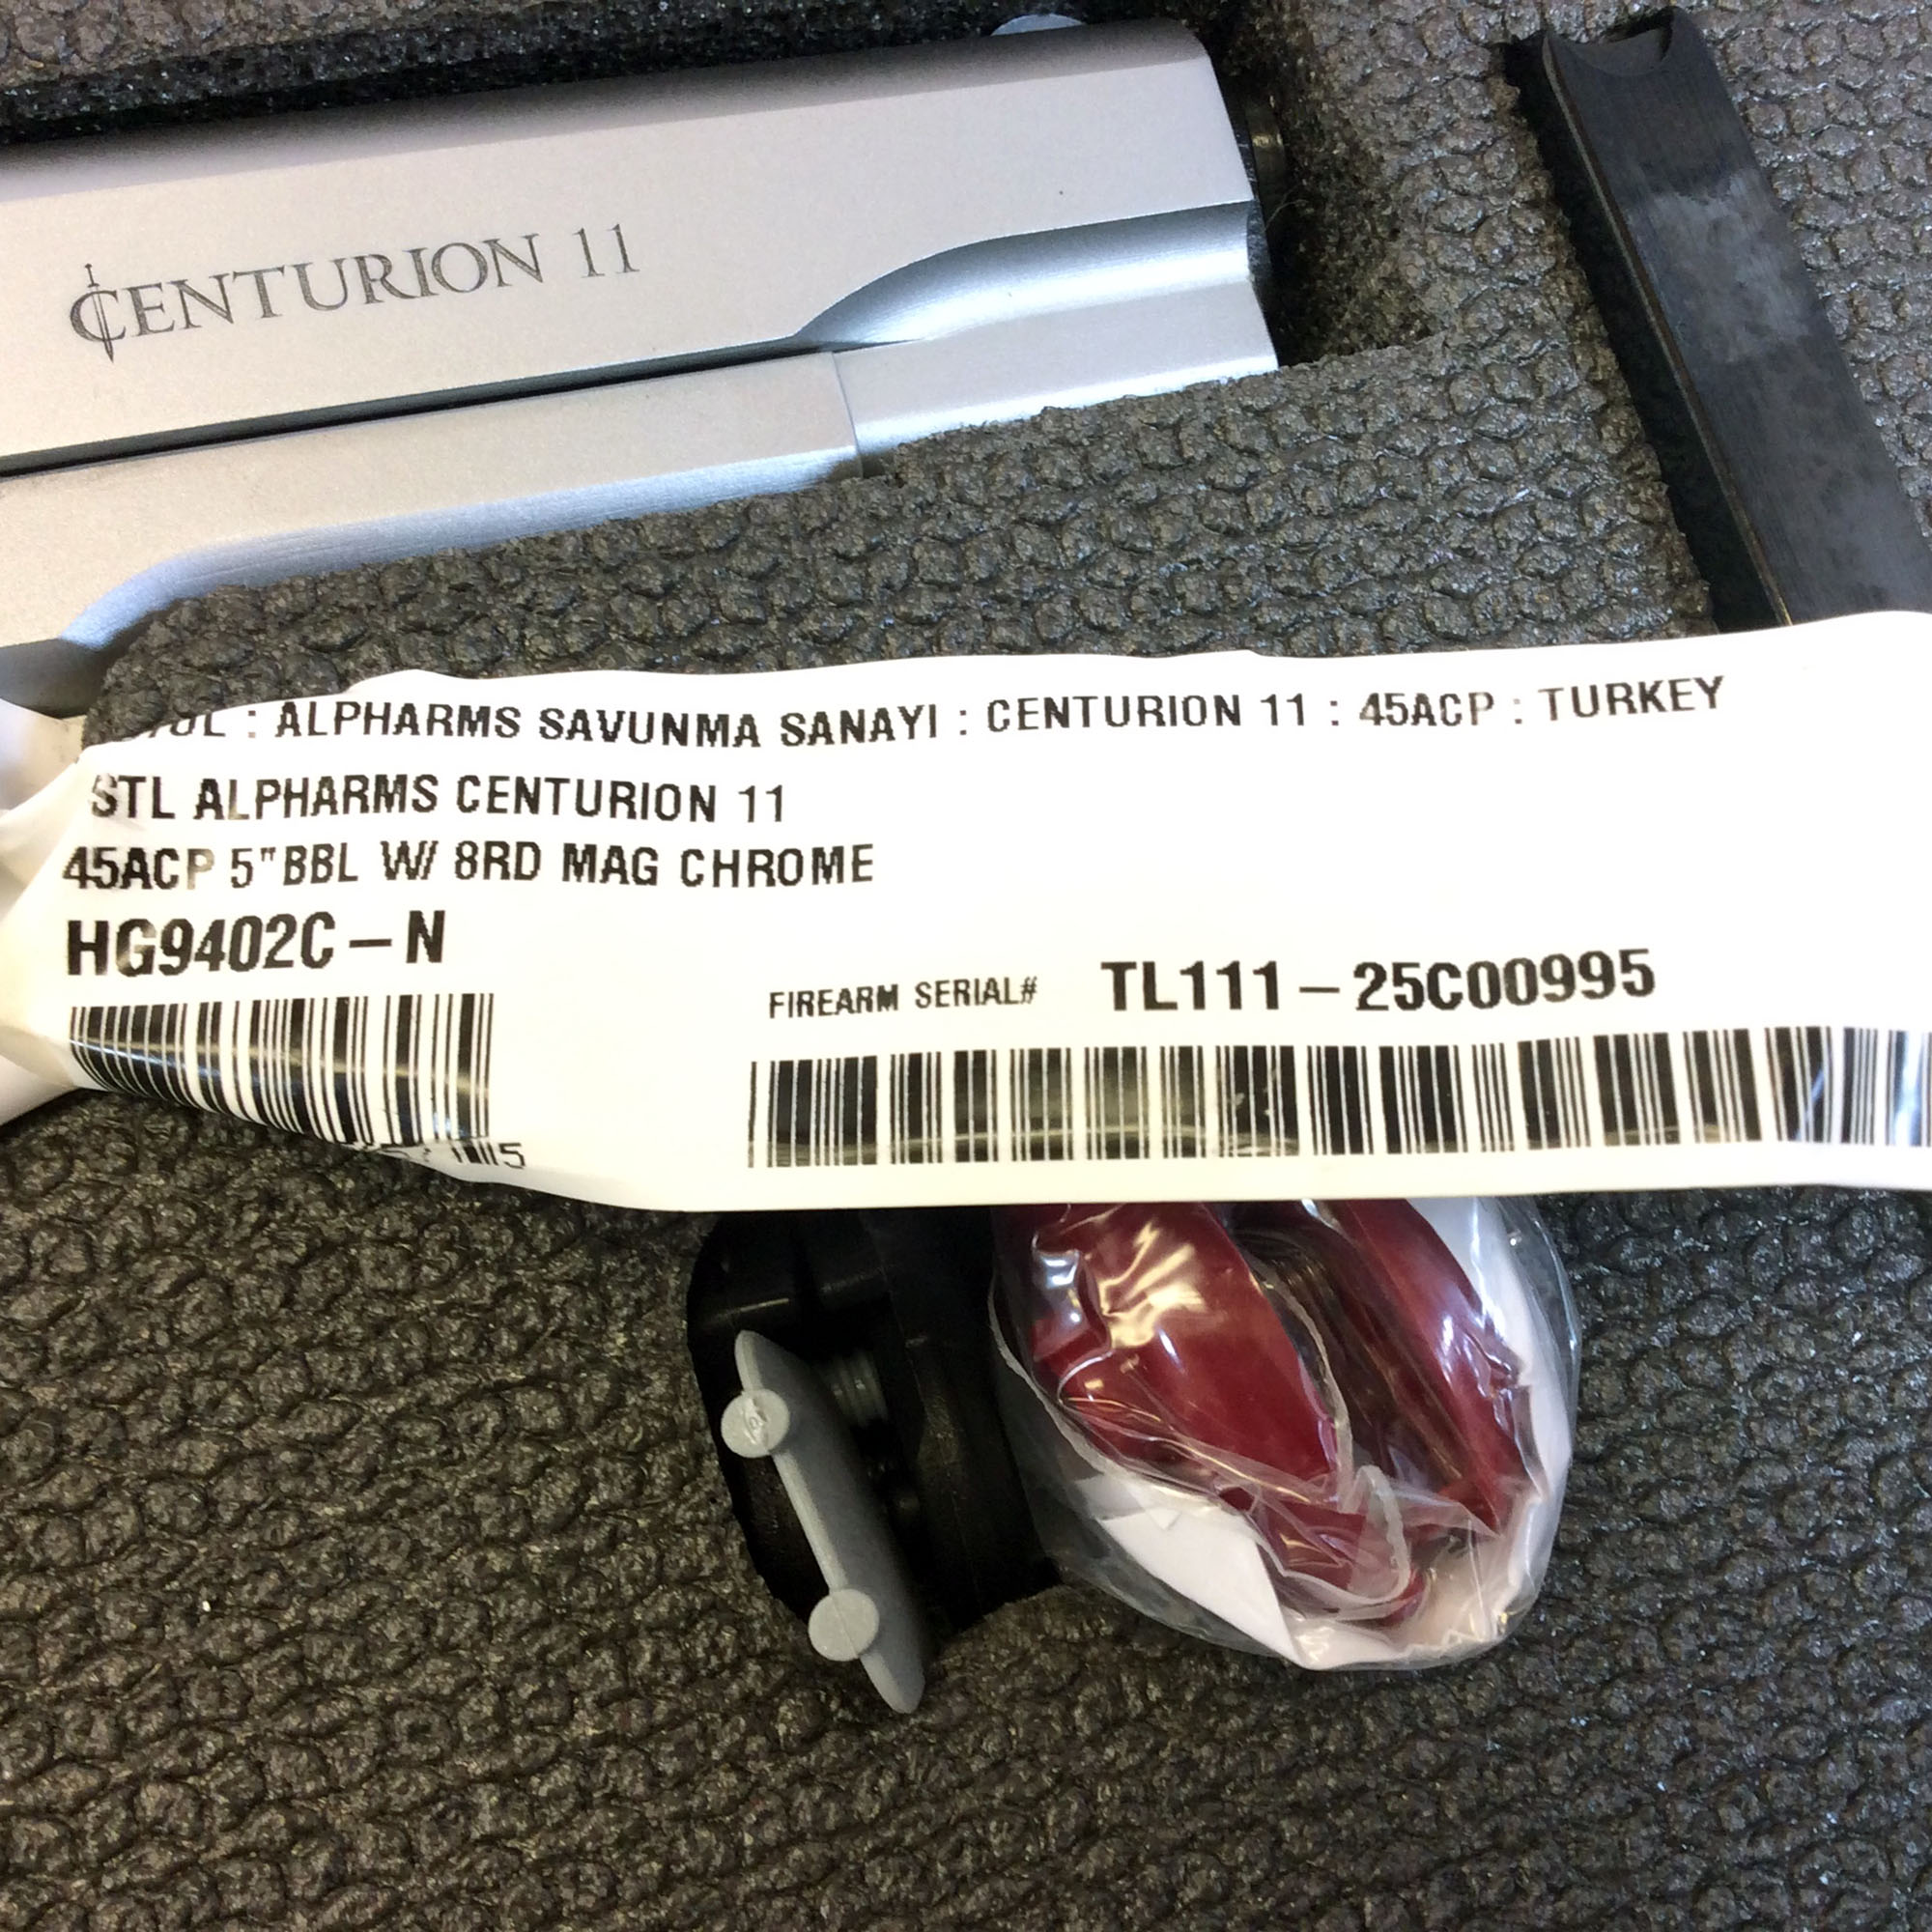 CENTURION 11
: ALPHARMS SAVUNMA SANAYI : CENTURION 11 : 45ACP : TURKEY
STL ALPHARMS CENTURION 11
45ACP 5"BBL W/ 8RD MAG CHROME
HG9402C-N
FIREARM SERIAL# TL111-25C00995
5